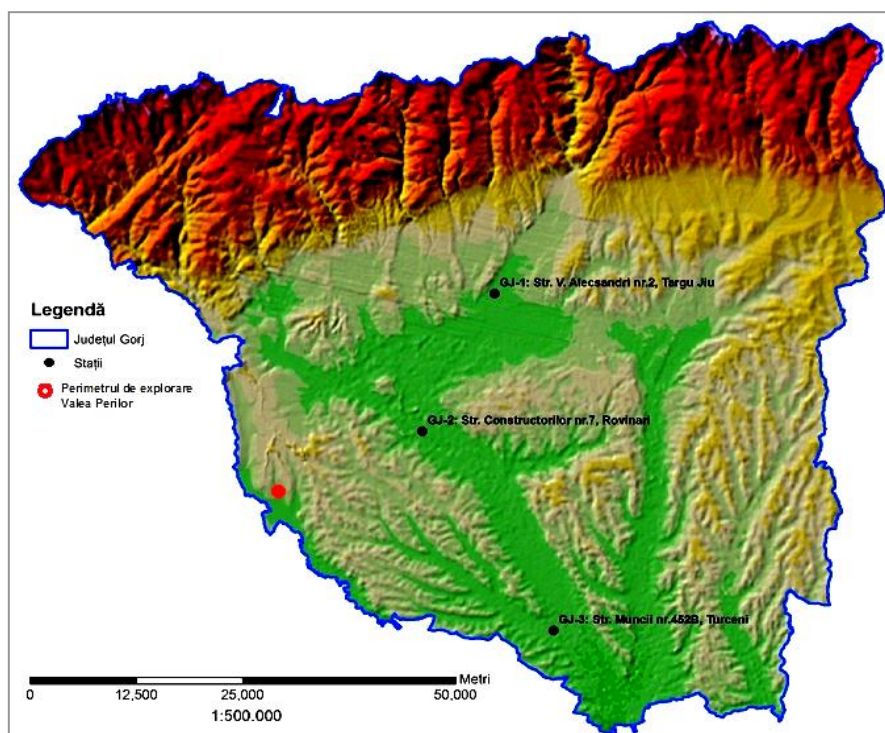 GJ-1: Str. V. Alecsandri nr.2, Targu Jiu
Legendă
Județul Gorj
Stații
Perimetrul de explorare
Valea Perilor
GJ-2: Str. Constructorilor nr.7, Rovinari
GJ-3: Str. Muncii nr.452B, Turceni
Metri
0 12,500 25,000 50,000
1:500.000